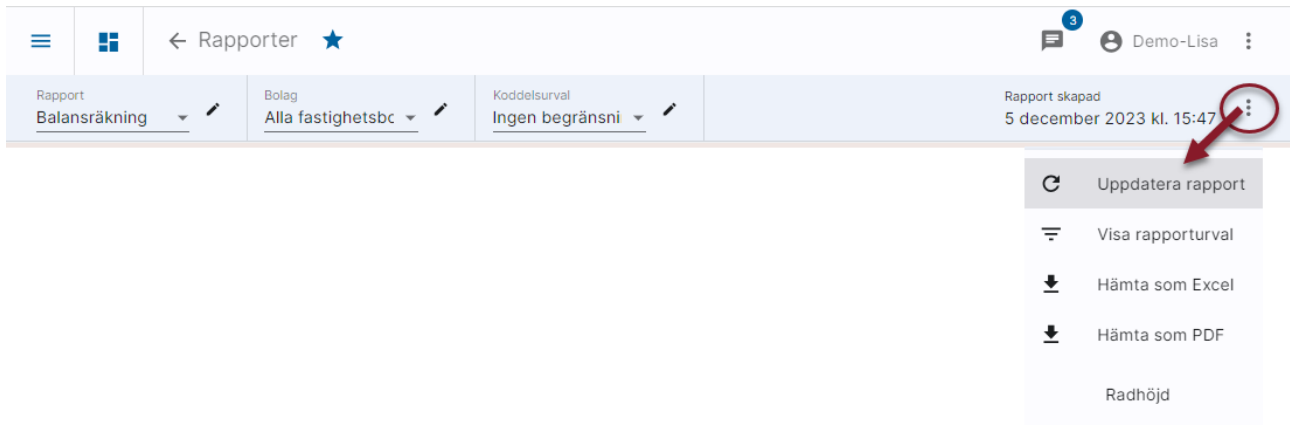 Rapporter
3
Demo-Lisa
Rapport
Balansräkning
Bolag
Alla fastighetsbc
Koddelsurval
Ingen begränsni
Rapport skapad
5 december 2023 kl. 15:47
Uppdatera rapport
Visa rapporturval
Hämta som Excel
Hämta som PDF
Radhöjd